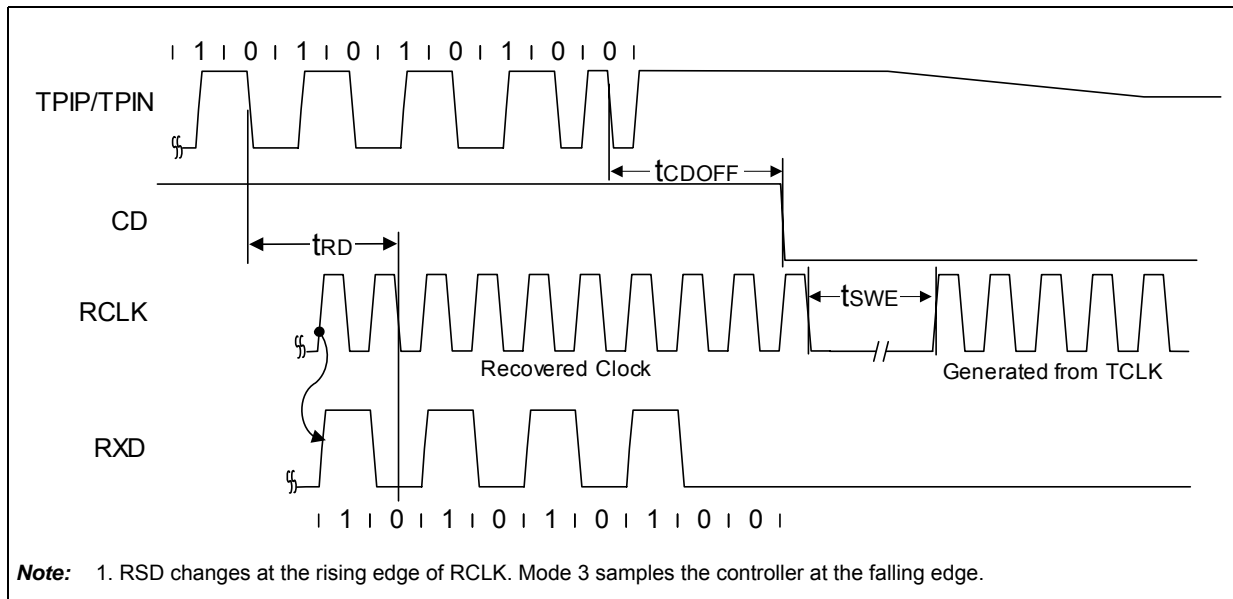 1 0 1 0 1 0 1 0 0
TPIP/TPIN
tCDOFF
CD
tRD
RCLK
tSWE
Recovered Clock
Generated from TCLK
RXD
1 0 1 0 1 0 1 0 0
Note: 1. RSD changes at the rising edge of RCLK. Mode 3 samples the controller at the falling edge.